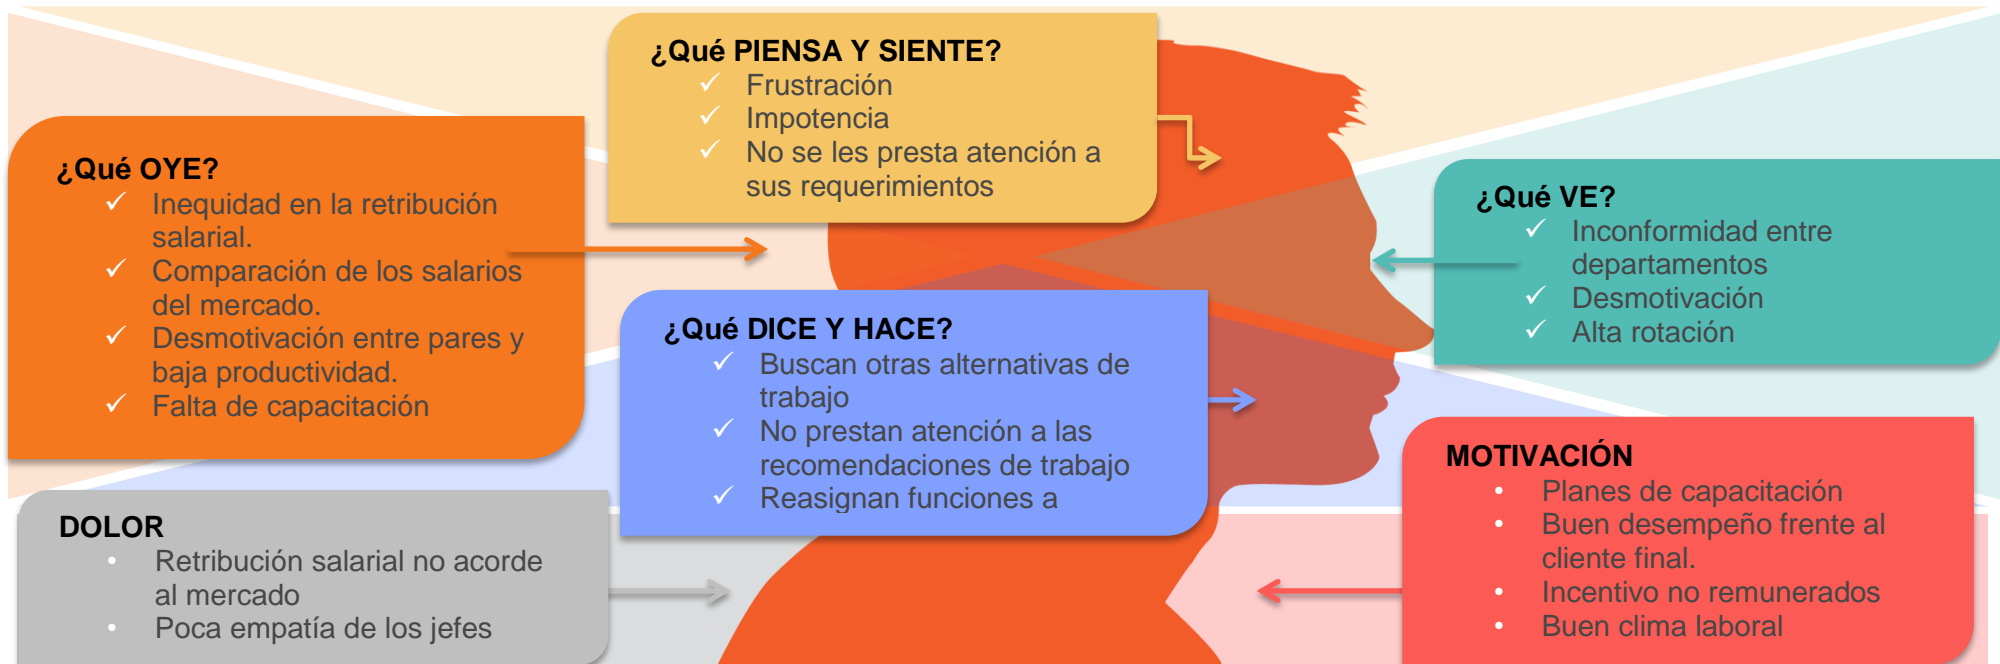 ¿Qué PIENSA Y SIENTE?
Frustración
Impotencia
No se les presta atención a
sus requerimientos
¿Qué OYE?
Inequidad en la retribución
salarial.
Comparación de los salarios
del mercado.
Desmotivación entre pares y
baja productividad.
Falta de capacitación
¿Qué VE?
Inconformidad entre
departamentos
Desmotivación
Alta rotación
¿Qué DICE Y HACE?
Buscan otras alternativas de
trabajo
No prestan atención a las
recomendaciones de trabajo
Reasignan funciones a
DOLOR
Retribución salarial no acorde
al mercado
Poca empatía de los jefes
MOTIVACIÓN
Planes de capacitación
Buen desempeño frente al
cliente final.
Incentivo no remunerados
Buen clima laboral